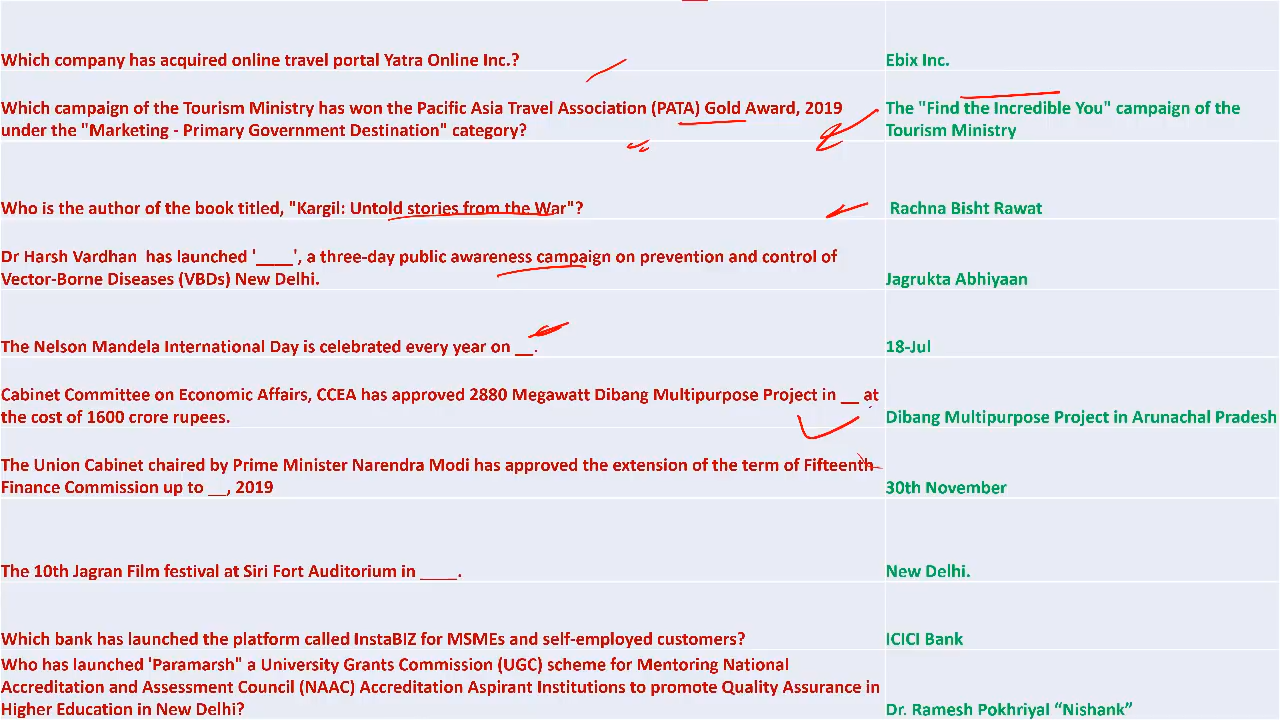 Which company has acquired online travel portal Yatra Online Inc.?
Ebix Inc.
Which campaign of the Tourism Ministry has won the Pacific Asia Travel Association (PATA) Gold Award, 2019
under the "Marketing - Primary Government Destination" category?
The "Find the Incredible You" campaign of the
Tourism Ministry
Who is the author of the book titled, "Kargil: Untold stories from the War"?
Rachna Bisht Rawat
Dr Harsh Vardhan  has launched '____', a three-day public awareness campaign on prevention and control of
Vector-Borne Diseases (VBDs) New Delhi.
Jagrukta Abhiyaan
The Nelson Mandela International Day is celebrated every year on __.
18-Jul
Cabinet Committee on Economic Affairs, CCEA has approved 2880 Megawatt Dibang Multipurpose Project in __ at
the cost of 1600 crore rupees.
Dibang Multipurpose Project in Arunachal Pradesh
The Union Cabinet chaired by Prime Minister Narendra Modi has approved the extension of the term of Fifteenth
Finance Commission up to __, 2019
30th November
The 10th Jagran Film festival at Siri Fort Auditorium in ____.
New Delhi.
Which bank has launched the platform called InstaBIZ for MSMEs and self-employed customers?
ICICI Bank
Who has launched 'Paramarsh" a University Grants Commission (UGC) scheme for Mentoring National
Accreditation and Assessment Council (NAAC) Accreditation Aspirant Institutions to promote Quality Assurance in
Higher Education in New Delhi?
Dr. Ramesh Pokhriyal “Nishank”